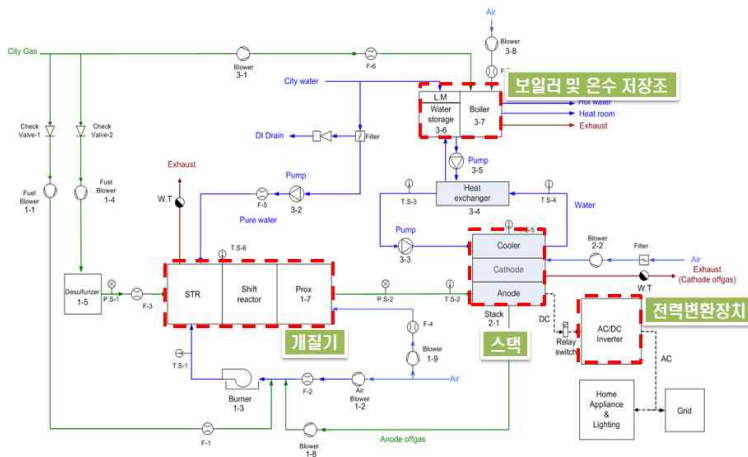 Air
Blower
3-8
City Gas
Blower
3-1
F-6
보일러 및 온수 저장조
City water
L.M
Water
storage
3-6
Boiler
3-7
Hot water
Heat room
Exhaust
Check
Valve-1
Check
Valve-2
DI Drain
Filter
Pump
3-5
Exhaust
W.T
Fuel
Blower
1-1
Fuel
Blower
1-4
Pump
3-2
F-5
Pure water
T.S-3
Heat
exchanger
3-4
T.S-4
Water
T.S-6
Pump
3-3
Cooler
Cathode
Anode
Stack
2-1
Blower
2-2
Filter
Air
Exhaust
(Cathode offgas)
W.T
Desulfurizer
1-5
P.S-1
F-3
STR
Shift
reactor
Prox
1-7
P.S-2
T.S-2
개질기
스택
전력변환장치
F-4
Blower
1-9
DC
Relay
switch
AC/DC
Inverter
AC
T.S-1
Burner
1-3
F-2
Air
Blower
1-2
Air
Home
Appliance
&
Lighting
Grid
F-1
Blower
1-8
Anode offgas